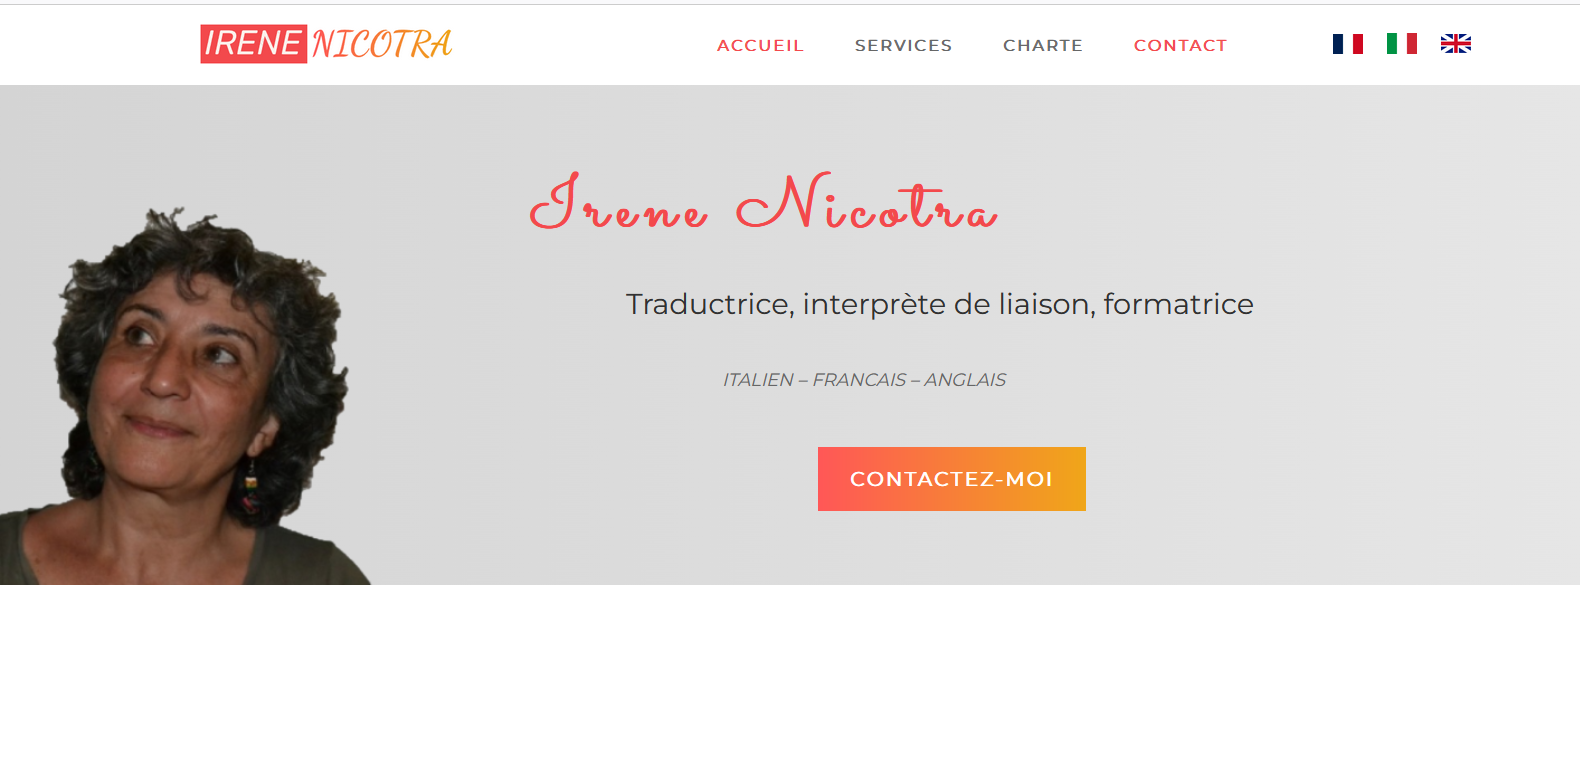 IRENE NICOTRA
ACCUEIL SERVICES CHARTE CONTACT
Irene Nicotra
Traductrice, interprète de liaison, formatrice
ITALIEN – FRANCAIS – ANGLAIS
CONTACTEZ-MOI